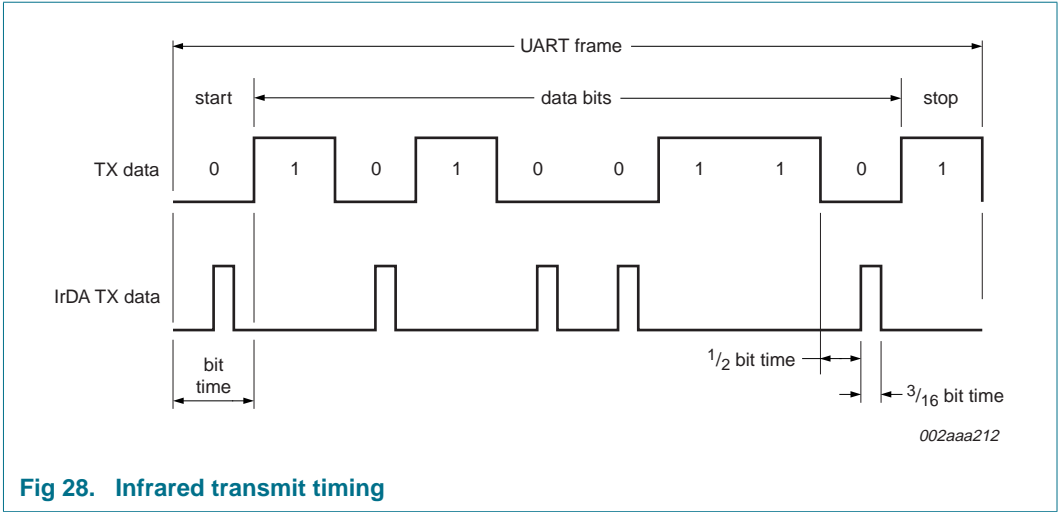 UART frame
start data bits stop
TX data 0 1 0 1 0 0 1 1 0 1
IrDA TX data
bit
time
1/2 bit time
3/16 bit time
002aaa212
Fig 28. Infrared transmit timing